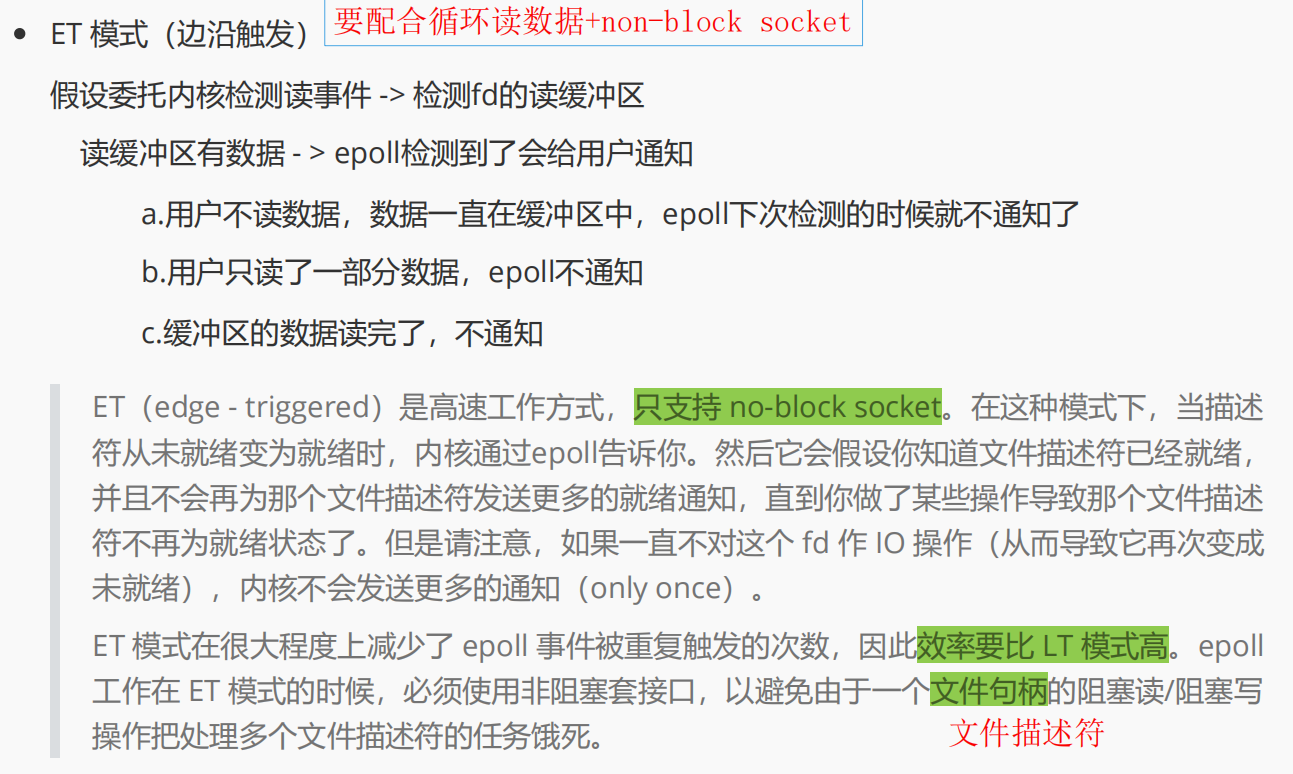 • ET 模式（边沿触发） 要配合循环读数据+non-block socket
假设委托内核检测读事件 -> 检测fd的读缓冲区
读缓冲区有数据 - > epoll检测到了会给用户通知
a.用户不读数据，数据一直在缓冲区中，epoll下次检测的时候就不通知了
b.用户只读了一部分数据，epoll不通知
c.缓冲区的数据读完了，不通知
ET（edge - triggered）是高速工作方式，只支持 no-block socket。在这种模式下，当描述
符从未就绪变为就绪时，内核通过epoll告诉你。然后它会假设你知道文件描述符已经就绪，
并且不会再为那个文件描述符发送更多的就绪通知，直到你做了某些操作导致那个文件描述
符不再为就绪状态了。但是请注意，如果一直不对这个 fd 作 IO 操作（从而导致它再次变成
未就绪），内核不会发送更多的通知（only once）。
ET 模式在很大程度上减少了 epoll 事件被重复触发的次数，因此效率要比 LT 模式高。epoll
工作在 ET 模式的时候，必须使用非阻塞套接口，以避免由于一个文件句柄的阻塞读/阻塞写
操作把处理多个文件描述符的任务饿死。
文件描述符